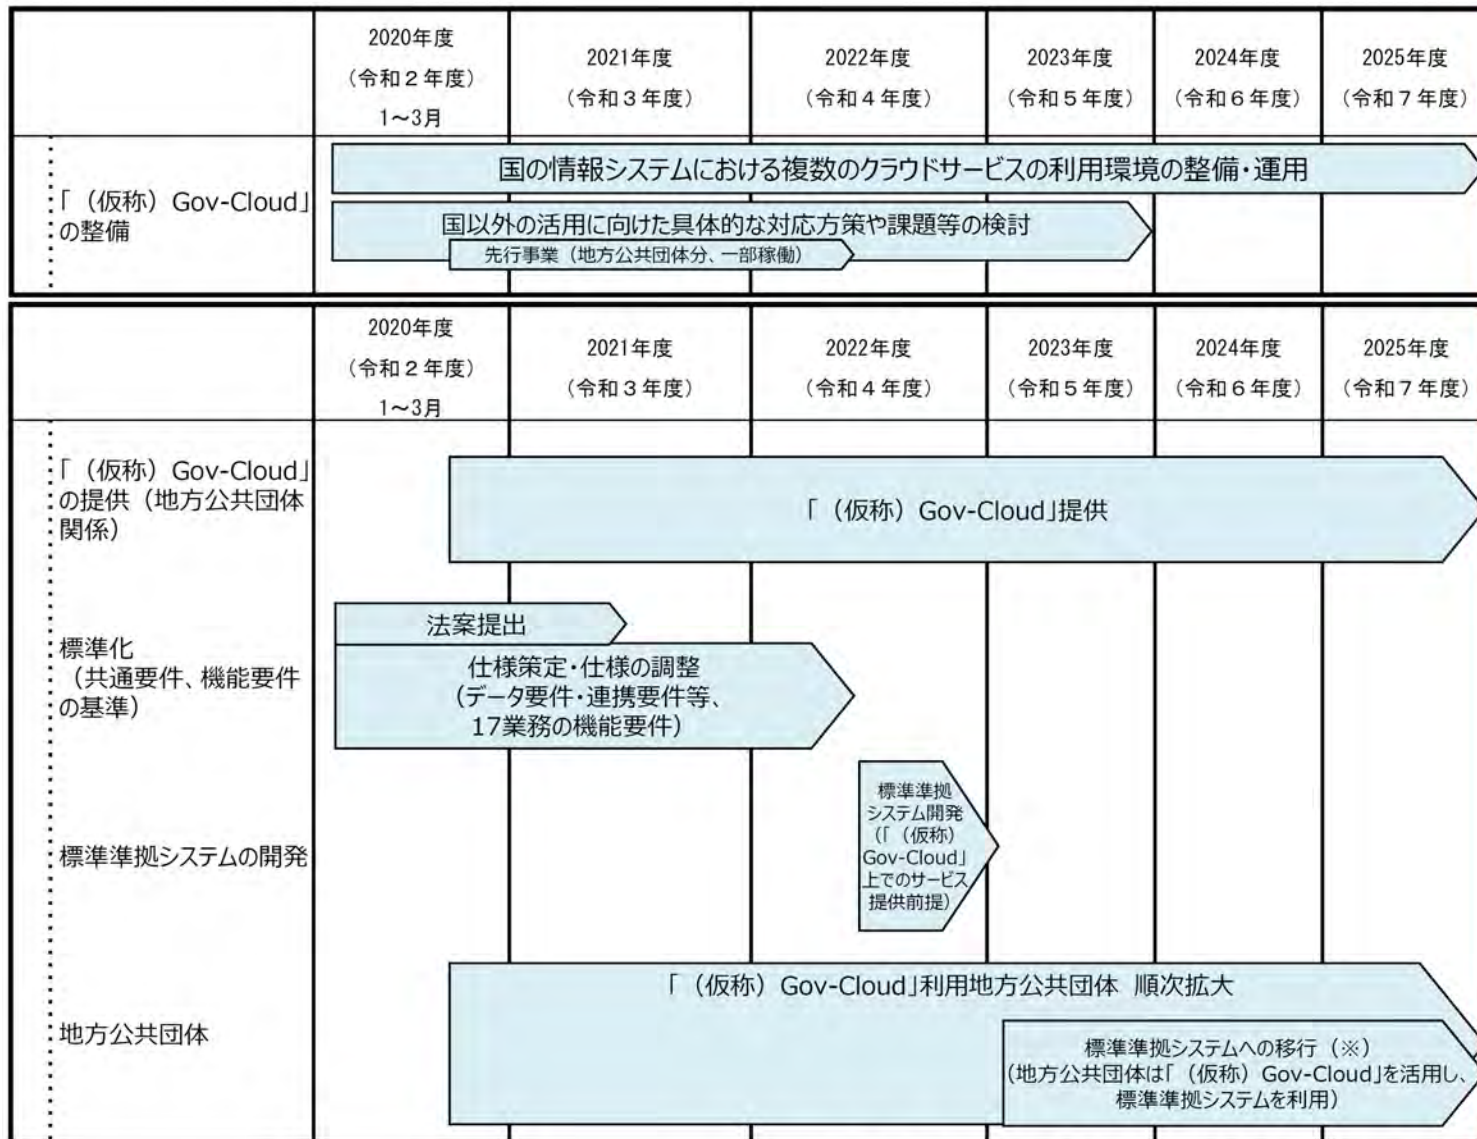 2020年度
（令和２年度）
1～3月
2021年度
（令和３年度）
2022年度
（令和４年度）
2023年度
（令和５年度）
2024年度
（令和６年度）
2025年度
（令和７年度）
「（仮称）Gov-Cloud」
の整備
国の情報システムにおける複数のクラウドサービスの利用環境の整備・運用
国以外の活用に向けた具体的な対応方策や課題等の検討
先行事業（地方公共団体分、一部稼働）
2020年度
（令和２年度）
1～3月
2021年度
（令和３年度）
2022年度
（令和４年度）
2023年度
（令和５年度）
2024年度
（令和６年度）
2025年度
（令和７年度）
「（仮称）Gov-Cloud」
の提供（地方公共団体
関係）
「（仮称）Gov-Cloud」提供
標準化
（共通要件、機能要件
の基準）
法案提出
仕様策定・仕様の調整
（データ要件・連携要件等、
17業務の機能要件）
標準準拠システムの開発
標準準拠
システム開発
（「（仮称）
Gov-Cloud」
上でのサービス
提供前提）
地方公共団体
「（仮称）Gov-Cloud」利用地方公共団体 順次拡大
標準準拠システムへの移行（※）
（地方公共団体は「（仮称）Gov-Cloud」を活用し、
標準準拠システムを利用）